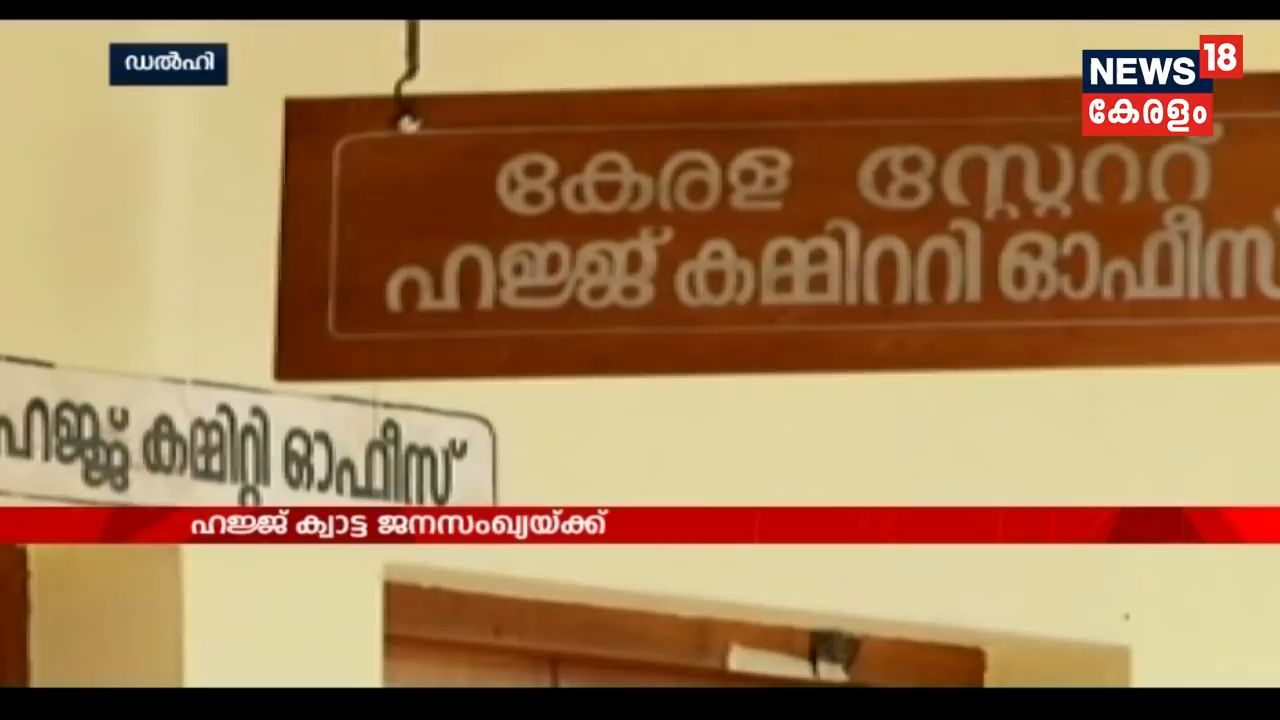 ഡൽഹി
NEWS 18
കേരളം
കേരള സ്റ്റേററ്
ഹജ്ജ് കമ്മിററി ഓഫീസ്
ഹജ്ജ് കമ്മിറ്റി ഓഫീസ്
ഹജ്ജ് ക്വാട്ട ജനസംഖ്യയ്ക്ക്